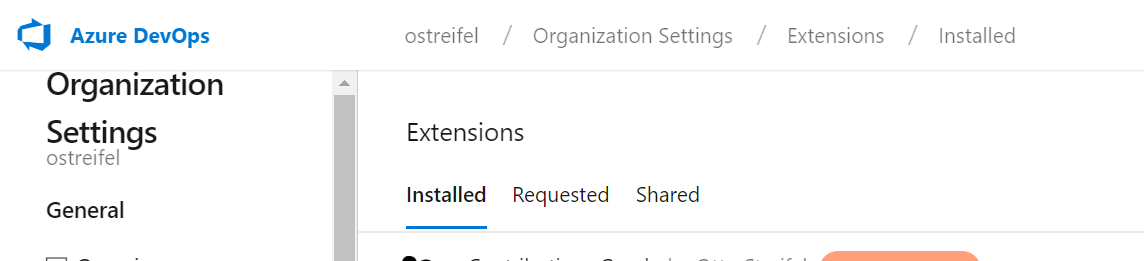 Azure DevOps
ostreifel / Organization Settings / Extensions / Installed
Organization
Settings
ostreifel
General
Extensions
Installed Requested Shared